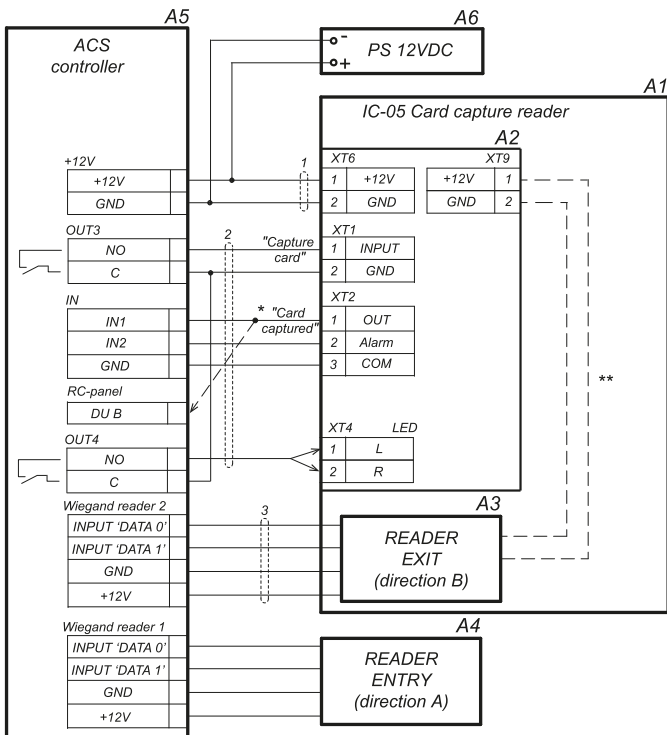 A5
ACS
controller
+12V
+12V
GND
OUT3
NO
C
IN
IN1
IN2
GND
RC-panel
DU B
OUT4
NO
C
Wiegand reader 2
INPUT 'DATA 0'
INPUT 'DATA 1'
GND
+12V
Wiegand reader 1
INPUT 'DATA 0'
INPUT 'DATA 1'
GND
+12V
A6
-
+
PS 12VDC
A1
IC-05 Card capture reader
A2
1
XT6
1 +12V
2 GND
XT9
+12V 1
GND 2
2
"Capture
card"
XT1
1 INPUT
2 GND
* "Card
captured"
XT2
1 OUT
2 Alarm
3 COM
**
XT4 LED
1 L
2 R
3
A3
READER
EXIT
(direction B)
A4
READER
ENTRY
(direction A)